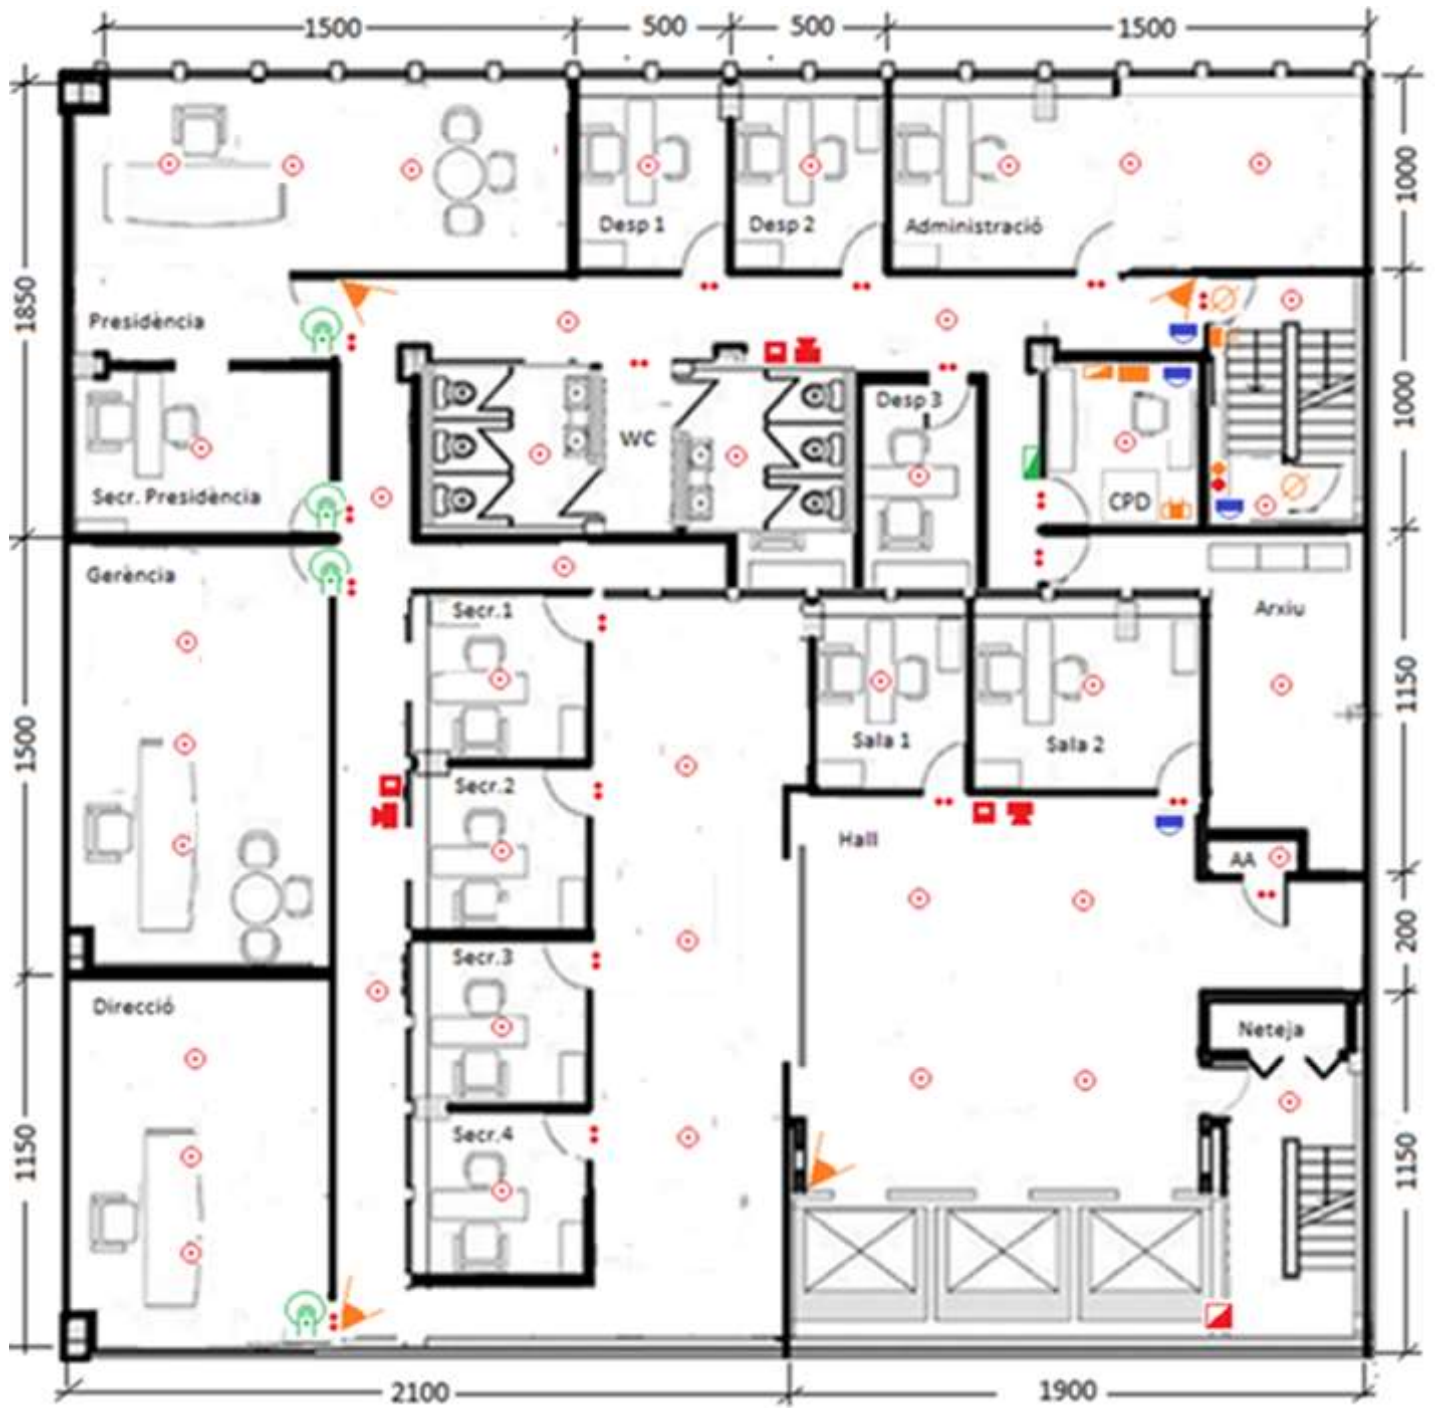 1500 500 500 1500
1000
Desp 1
Desp 2
Administració
1850
Presidència
Desp 3
1000
WC
Secr. Presidència
CPD
Gerència
Secr.1
Arxiu
1150
1500
Sala 1
Sala 2
Secr.2
Hall
AA
200
Secr.3
Direcció
Neteja
Secr.4
1150
1150
2100 1900